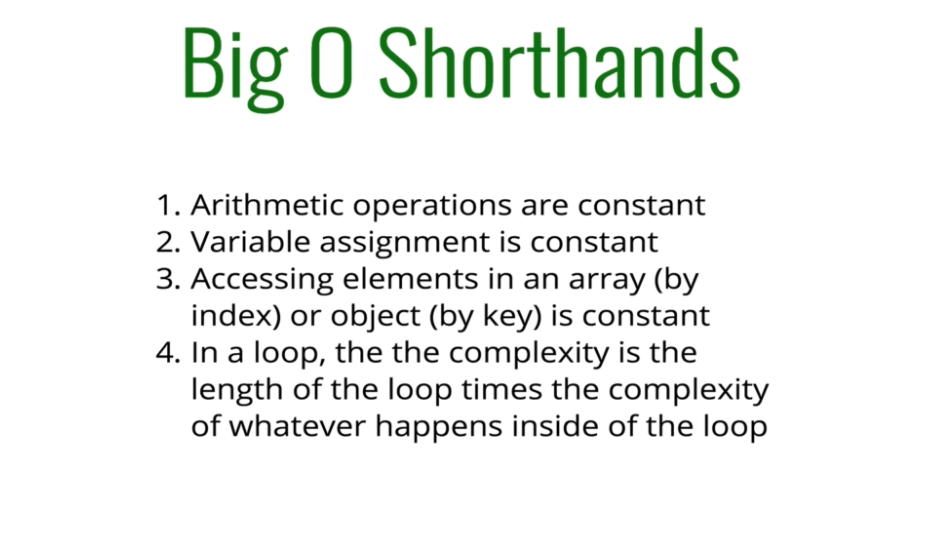 Big O Shorthands
1. Arithmetic operations are constant
2. Variable assignment is constant
3. Accessing elements in an array (by
index) or object (by key) is constant
4. In a loop, the the complexity is the
length of the loop times the complexity
of whatever happens inside of the loop